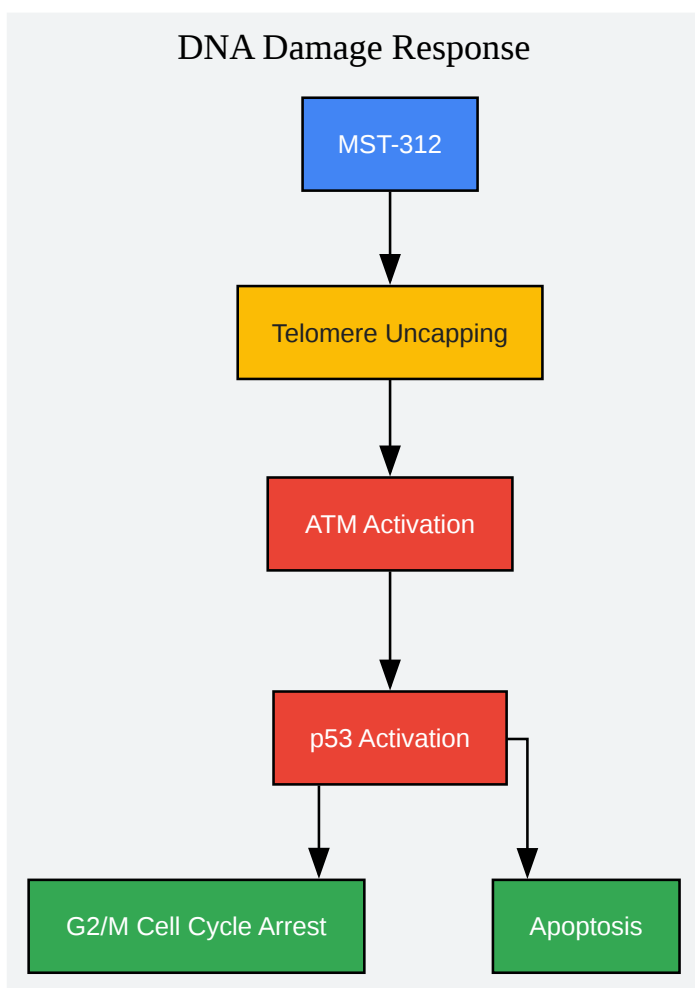 DNA Damage Response
MST-312
Telomere Uncapping
ATM Activation
p53 Activation
G2/M Cell Cycle Arrest
Apoptosis